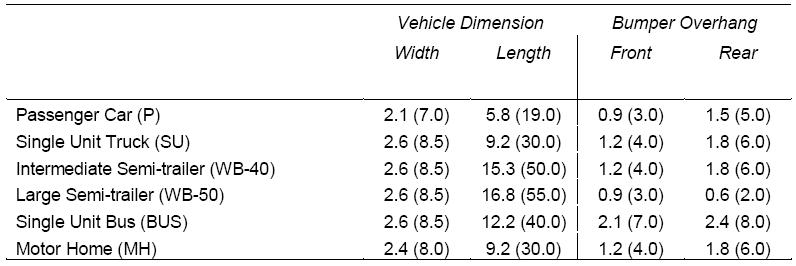 Vehicle Dimension Bumper Overhang
Width Length Front Rear
Passenger Car (P) 2.1 (7.0) 5.8 (19.0) 0.9 (3.0) 1.5 (5.0)
Single Unit Truck (SU) 2.6 (8.5) 9.2 (30.0) 1.2 (4.0) 1.8 (6.0)
Intermediate Semi-trailer (WB-40) 2.6 (8.5) 15.3 (50.0) 1.2 (4.0) 1.8 (6.0)
Large Semi-trailer (WB-50) 2.6 (8.5) 16.8 (55.0) 0.9 (3.0) 0.6 (2.0)
Single Unit Bus (BUS) 2.6 (8.5) 12.2 (40.0) 2.1 (7.0) 2.4 (8.0)
Motor Home (MH) 2.4 (8.0) 9.2 (30.0) 1.2 (4.0) 1.8 (6.0)